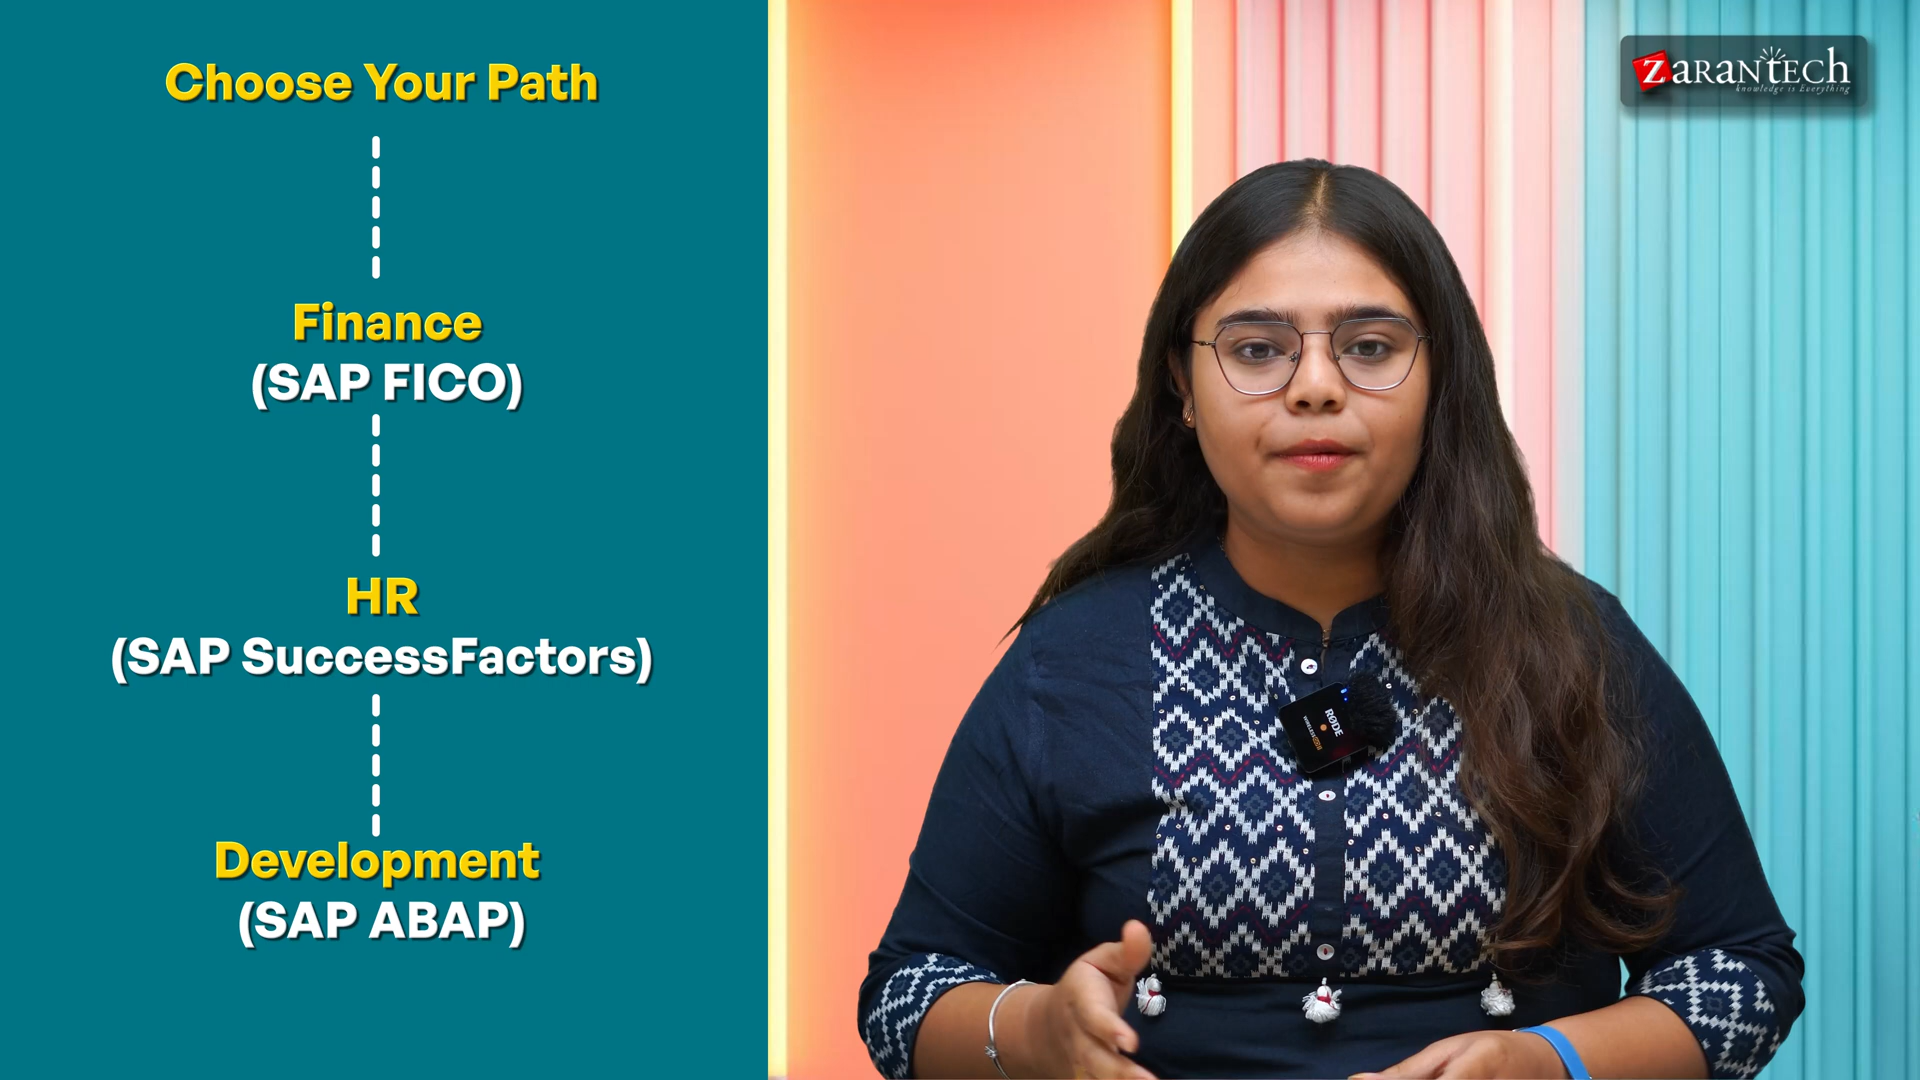 Choose Your Path
Finance
(SAP FICO)
HR
(SAP SuccessFactors)
Development
(SAP ABAP)
ZARANTECH
knowledge is Everything
RØDE